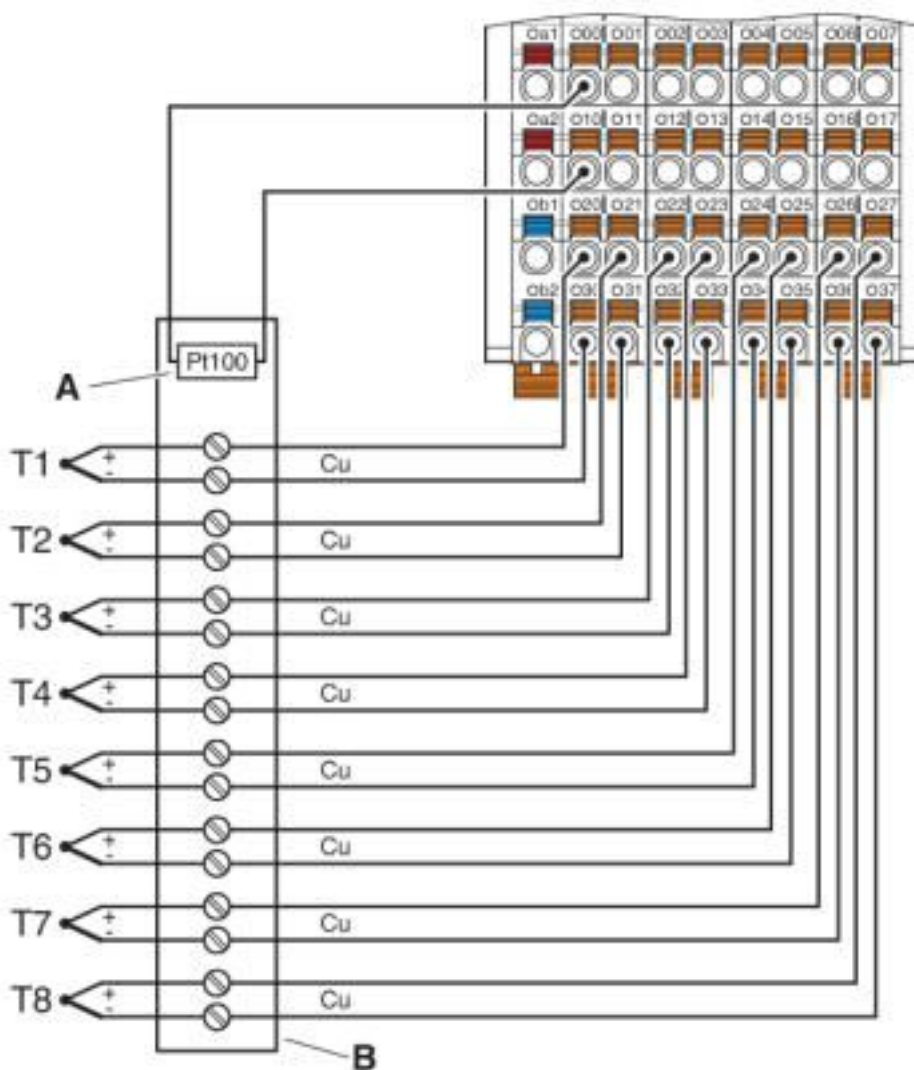 Oa1 O00 O01 O02 O03 O04 O05 O06 O07
Oa2 O10 O11 O12 O13 O14 O15 O16 O17
Ob1 O20 O21 O22 O23 O24 O25 O26 O27
Ob2 O30 O31 O32 O33 O34 O35 O36 O37
Pt100
A
T1 + - Cu
T2 + - Cu
T3 + - Cu
T4 + - Cu
T5 + - Cu
T6 + - Cu
T7 + - Cu
T8 + - Cu
B